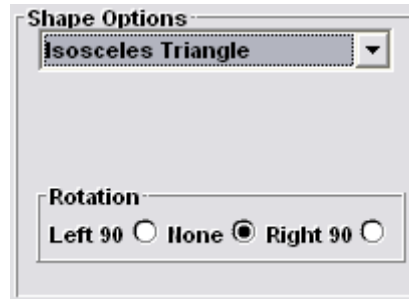 Shape Options
Isosceles Triangle
Rotation
Left 90 None Right 90